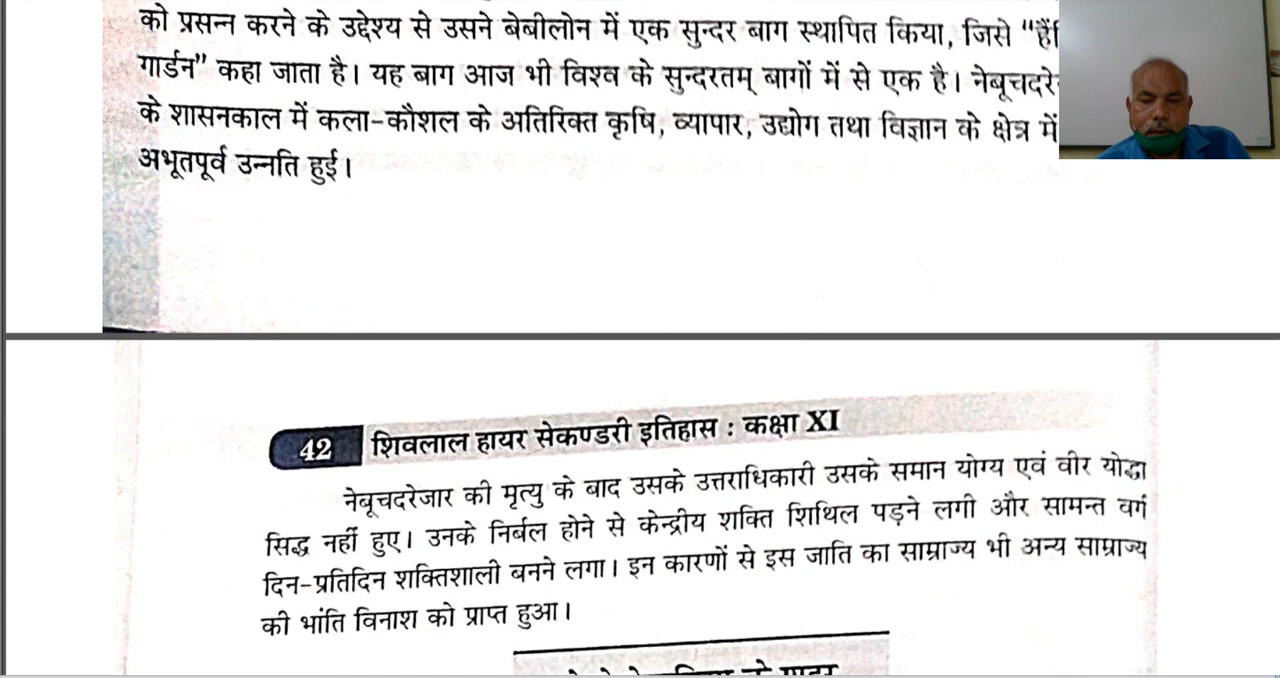 को प्रसन्न करने के उद्देश्य से उसने बेबीलोन में एक सुन्दर बाग स्थापित किया, जिसे
गार्डन” कहा जाता है। यह बाग आज भी विश्व के सुन्दरतम् बागों में से एक है।
के शासनकाल में कला-कौशल के अतिरिक्त कृषि, व्यापार, उद्योग तथा विज्ञान के क्षेत्र में
अभूतपूर्व उन्नति हुई।
42 शिवलाल हायर सेकण्डरी इतिहास : कक्षा XI
नेबूचदरेजार की मृत्यु के बाद उसके उत्तराधिकारी उसके समान योग्य एवं वीर योद्धा
सिद्ध नहीं हुए। उनके निर्बल होने से केन्द्रीय शक्ति शिथिल पड़ने लगी और सामन्त वर्ग
दिन-प्रतिदिन शक्तिशाली बनने लगा। इन कारणों से इस जाति का साम्राज्य भी अन्य साम्राज्य
की भांति विनाश को प्राप्त हुआ।